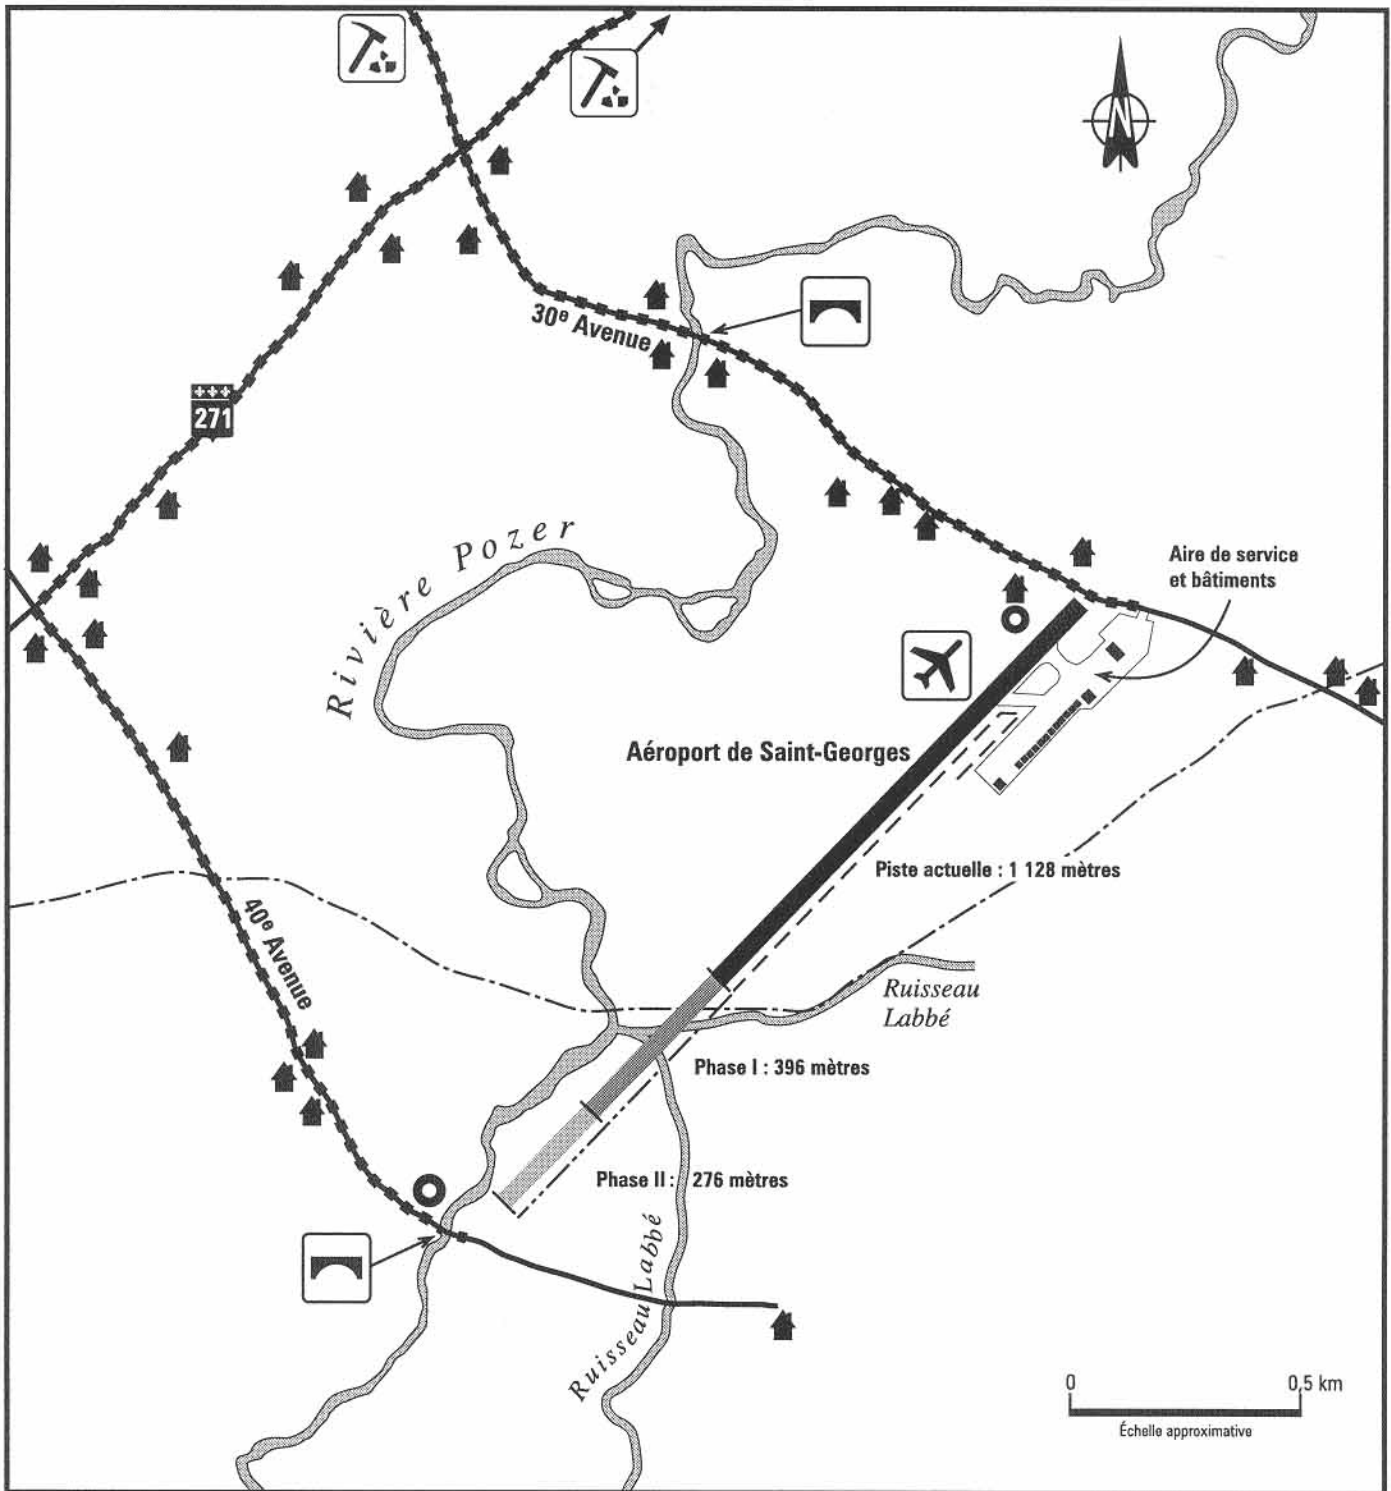 N
30e Avenue
271
Rivière Pozer
Aire de service
et bâtiments
Aéroport de Saint-Georges
Piste actuelle : 1 128 mètres
40e Avenue
Ruisseau
Labbé
Phase I : 396 mètres
Phase II : 276 mètres
Ruisseau Labbé
0 0,5 km
Échelle approximative